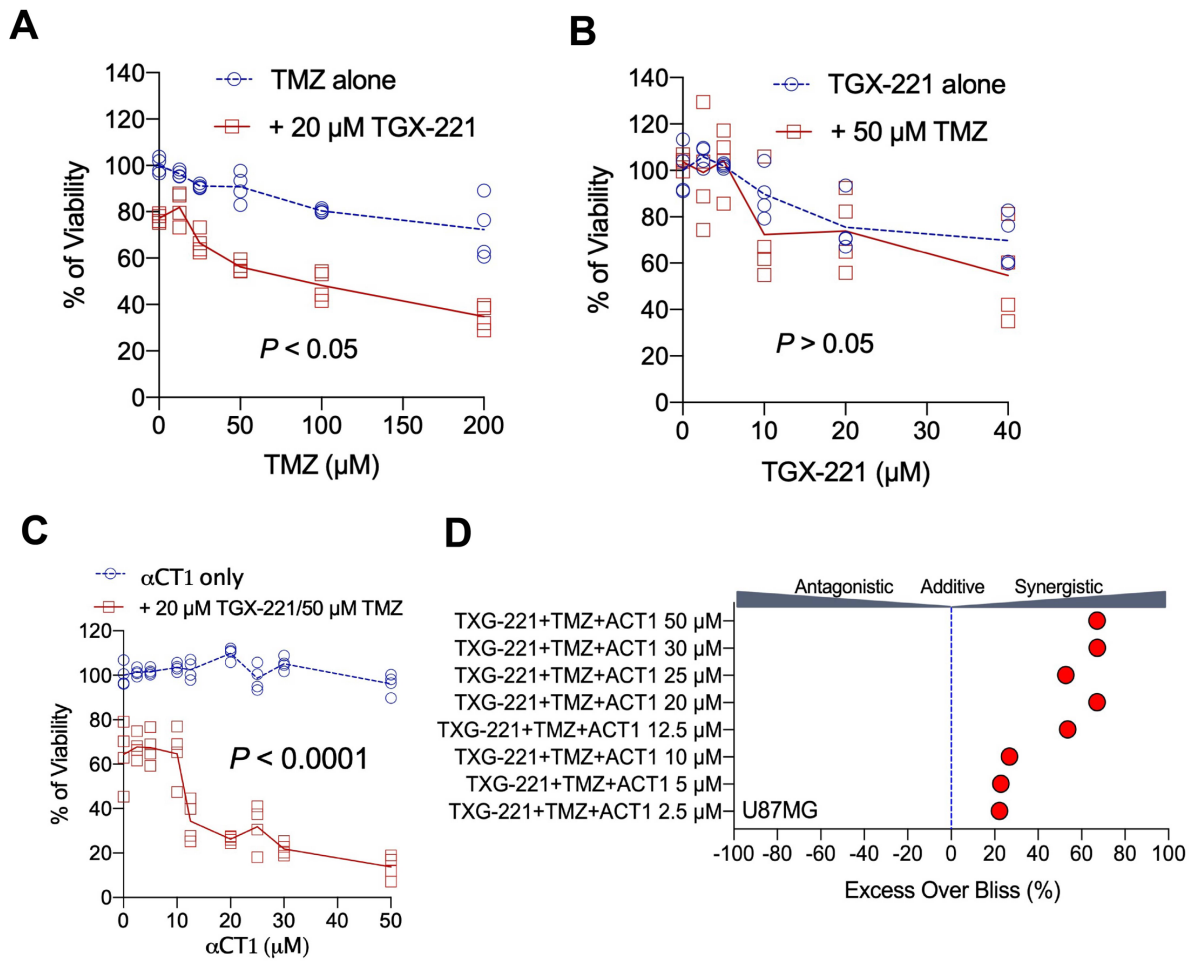 A
TMZ alone
+ 20 µM TGX-221
140
120
100
80
60
40
20
0
% of Viability
P < 0.05
0 50 100 150 200
TMZ (µM)
B
TGX-221 alone
+ 50 µM TMZ
140
120
100
80
60
40
20
0
% of Viability
P > 0.05
0 10 20 30 40
TGX-221 (µM)
C
αCT1 only
+ 20 µM TGX-221/50 µM TMZ
120
100
80
60
40
20
0
% of Viability
P < 0.0001
0 10 20 30 40 50
αCT1 (µM)
D
Antagonistic Additive Synergistic
TXG-221+TMZ+ACT1 50 µM
TXG-221+TMZ+ACT1 30 µM
TXG-221+TMZ+ACT1 25 µM
TXG-221+TMZ+ACT1 20 µM
TXG-221+TMZ+ACT1 12.5 µM
TXG-221+TMZ+ACT1 10 µM
TXG-221+TMZ+ACT1 5 µM
TXG-221+TMZ+ACT1 2.5 µM
U87MG
-100 -80 -60 -40 -20 0 20 40 60 80 100
Excess Over Bliss (%)